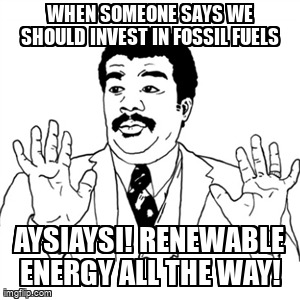 WHEN SOMEONE SAYS WE
SHOULD INVEST IN FOSSIL FUELS
AYSIAYSI! RENEWABLE
ENERGY ALL THE WAY!
imgflip.com